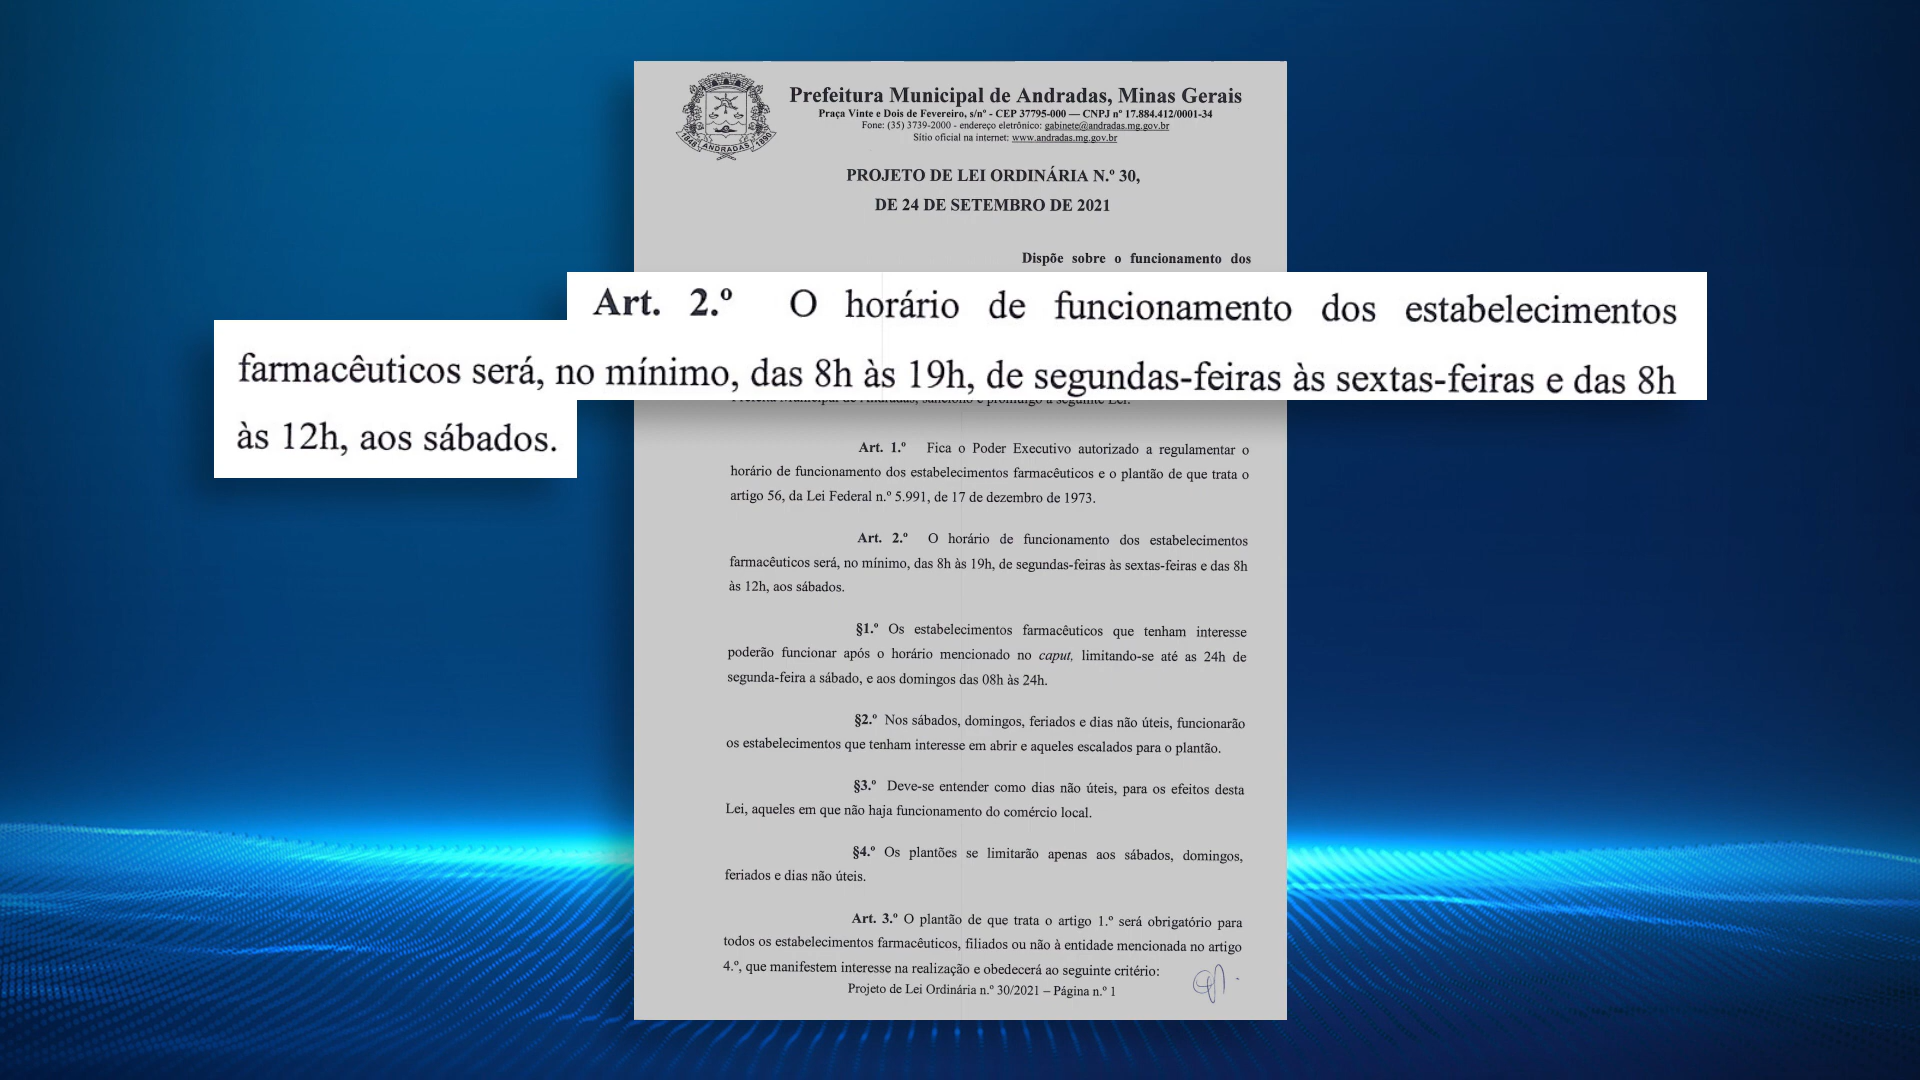 Prefeitura Municipal de Andradas, Minas Gerais
Praça Vinte e Dois de Fevereiro, s/nº - CEP 37795-000 — CNPJ nº 17.884.412/0001-34
Fone: (35) 3739-2000 - endereço eletrônico: gabinete@andradas.mg.gov.br
Sítio oficial na internet: www.andradas.mg.gov.br
1848 ANDRADAS 1890
PROJETO DE LEI ORDINÁRIA N.º 30,
DE 24 DE SETEMBRO DE 2021
Dispõe sobre o funcionamento dos
Art. 2.º O horário de funcionamento dos estabelecimentos
farmacêuticos será, no mínimo, das 8h às 19h, de segundas-feiras às sextas-feiras e das 8h
às 12h, aos sábados.
Prefeita Municipal de Andradas, sanciono e promulgo a seguinte Lei:
Art. 1.º Fica o Poder Executivo autorizado a regulamentar o
horário de funcionamento dos estabelecimentos farmacêuticos e o plantão de que trata o
artigo 56, da Lei Federal n.º 5.991, de 17 de dezembro de 1973.
Art. 2.º O horário de funcionamento dos estabelecimentos
farmacêuticos será, no mínimo, das 8h às 19h, de segundas-feiras às sextas-feiras e das 8h
às 12h, aos sábados.
§1.º Os estabelecimentos farmacêuticos que tenham interesse
poderão funcionar após o horário mencionado no caput, limitando-se até as 24h de
segunda-feira a sábado, e aos domingos das 08h às 24h.
§2.º Nos sábados, domingos, feriados e dias não úteis, funcionarão
os estabelecimentos que tenham interesse em abrir e aqueles escalados para o plantão.
§3.º Deve-se entender como dias não úteis, para os efeitos desta
Lei, aqueles em que não haja funcionamento do comércio local.
§4.º Os plantões se limitarão apenas aos sábados, domingos,
feriados e dias não úteis.
Art. 3.º O plantão de que trata o artigo 1.º será obrigatório para
todos os estabelecimentos farmacêuticos, filiados ou não à entidade mencionada no artigo
4.º, que manifestem interesse na realização e obedecerá ao seguinte critério:
Projeto de Lei Ordinária n.º 30/2021 – Página n.º 1